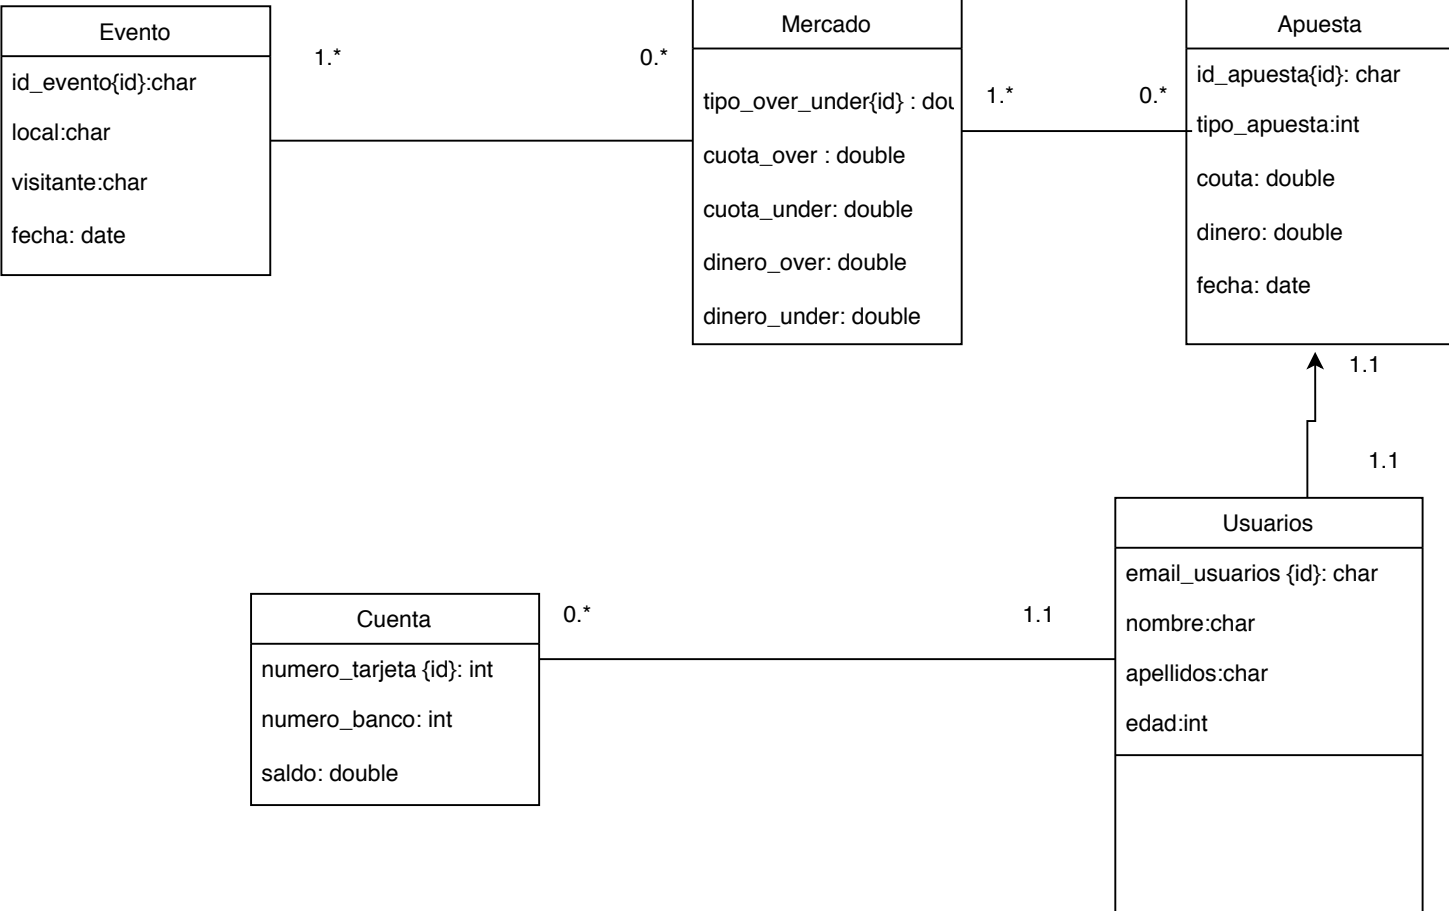 Evento
id_evento{id}:char
local:char
visitante:char
fecha: date
1.*
0.*
Mercado
tipo_over_under{id} : dou
cuota_over : double
cuota_under: double
dinero_over: double
dinero_under: double
1.*
0.*
Apuesta
id_apuesta{id}: char
tipo_apuesta:int
couta: double
dinero: double
fecha: date
1.1
1.1
Usuarios
email_usuarios {id}: char
nombre:char
apellidos:char
edad:int
Cuenta
numero_tarjeta {id}: int
numero_banco: int
saldo: double
0.*
1.1